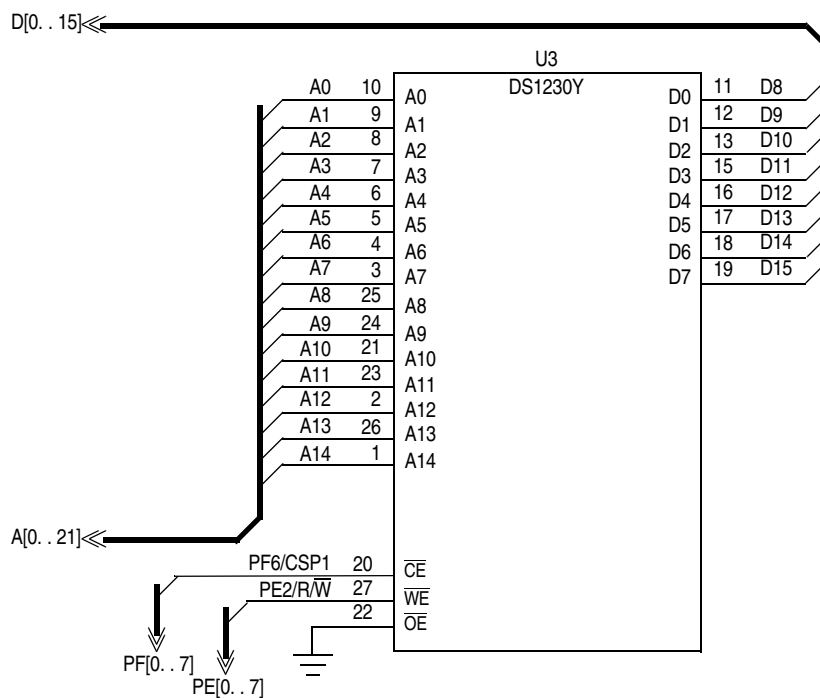 D[0. . 15]
U3
DS1230Y
A0 10 A0 D0 11 D8
A1 9 A1 D1 12 D9
A2 8 A2 D2 13 D10
A3 7 A3 D3 15 D11
A4 6 A4 D4 16 D12
A5 5 A5 D5 17 D13
A6 4 A6 D6 18 D14
A7 3 A7 D7 19 D15
A8 25 A8
A9 24 A9
A10 21 A10
A11 23 A11
A12 2 A12
A13 26 A13
A14 1 A14
A[0. . 21]
PF6/CSP1 20 C̅E̅
PE2/R/W̅ 27 W̅E̅
22 O̅E̅
PF[0. . 7]
PE[0. . 7]